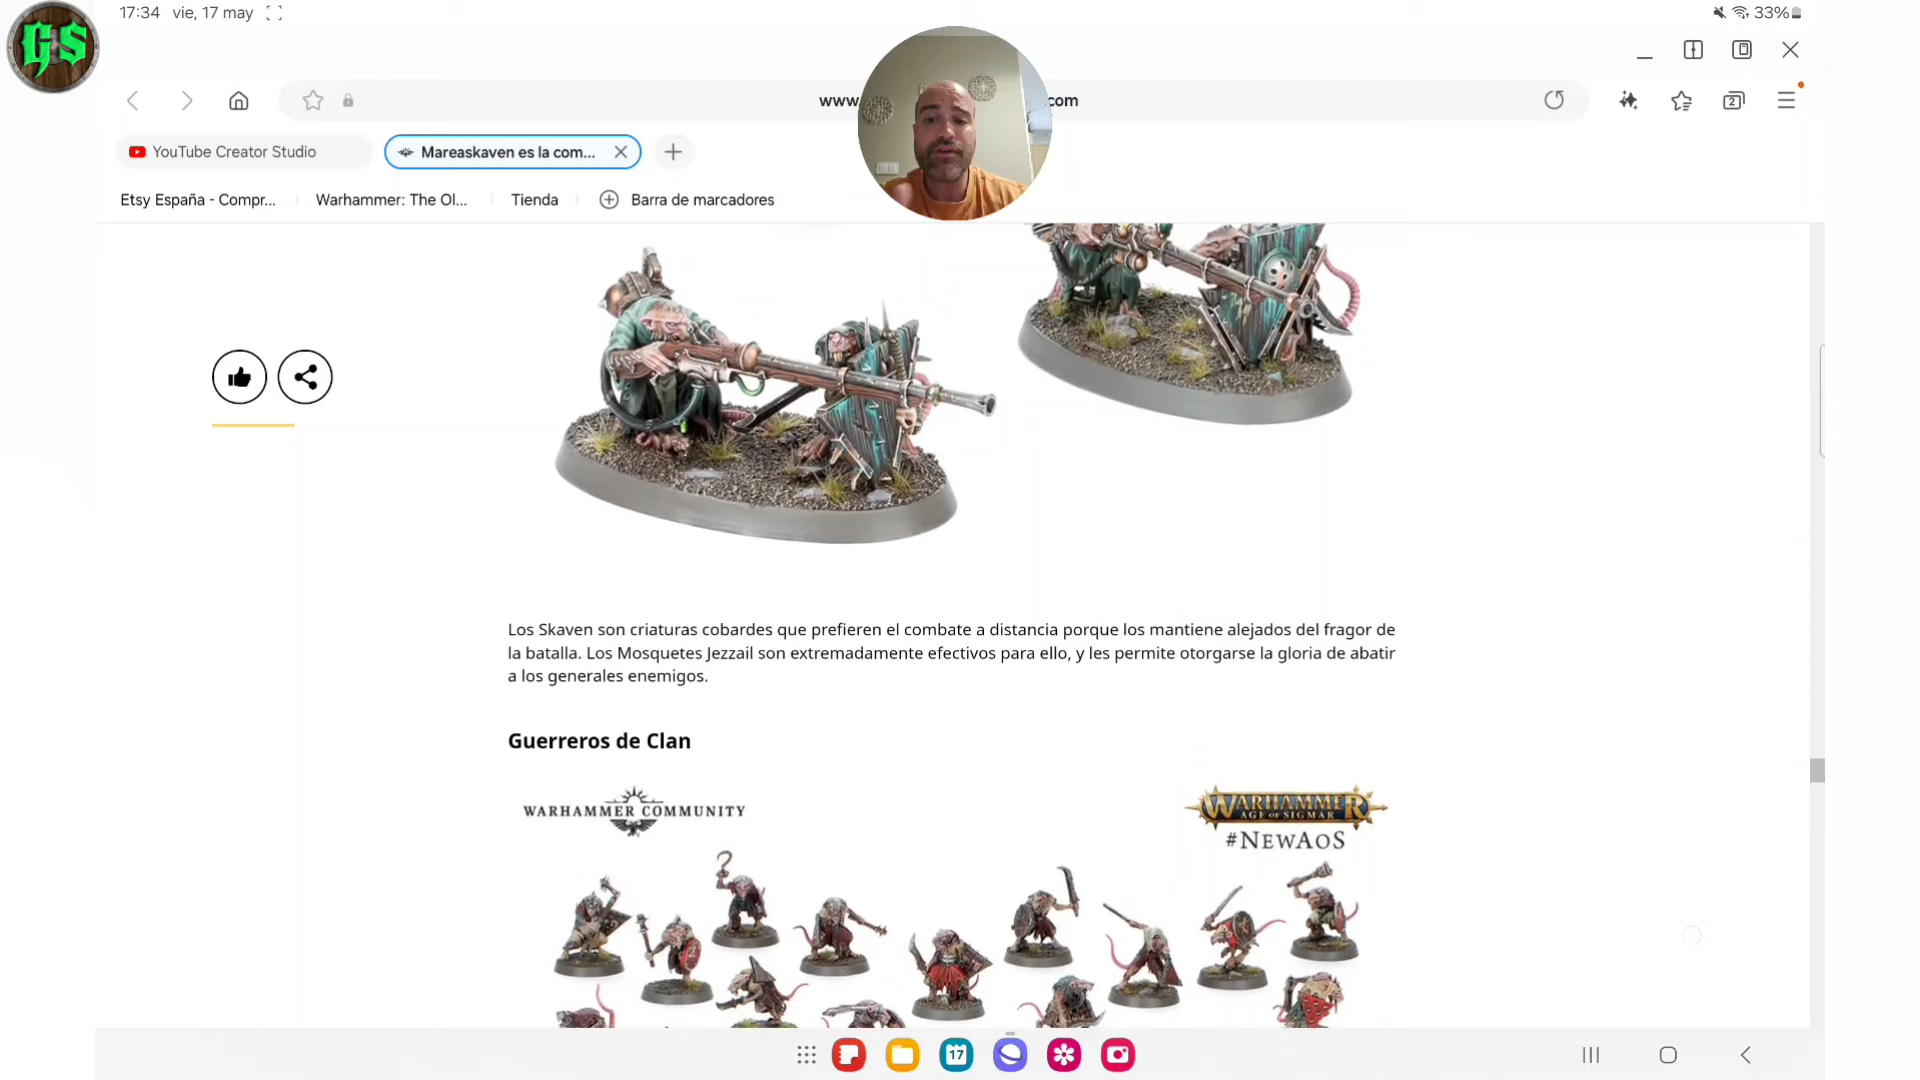 GS
17:34 vie, 17 may
33%
www.
com
YouTube Creator Studio
Mareaskaven es la com...
Etsy España - Compr...
Warhammer: The Ol...
Tienda
Barra de marcadores
Los Skaven son criaturas cobardes que prefieren el combate a distancia porque los mantiene alejados del fragor de
la batalla. Los Mosquetes Jezzail son extremadamente efectivos para ello, y les permite otorgarse la gloria de abatir
a los generales enemigos.
Guerreros de Clan
WARHAMMER COMMUNITY
WARHAMMER
AGE OF SIGMAR
#NEWAOS
2
17